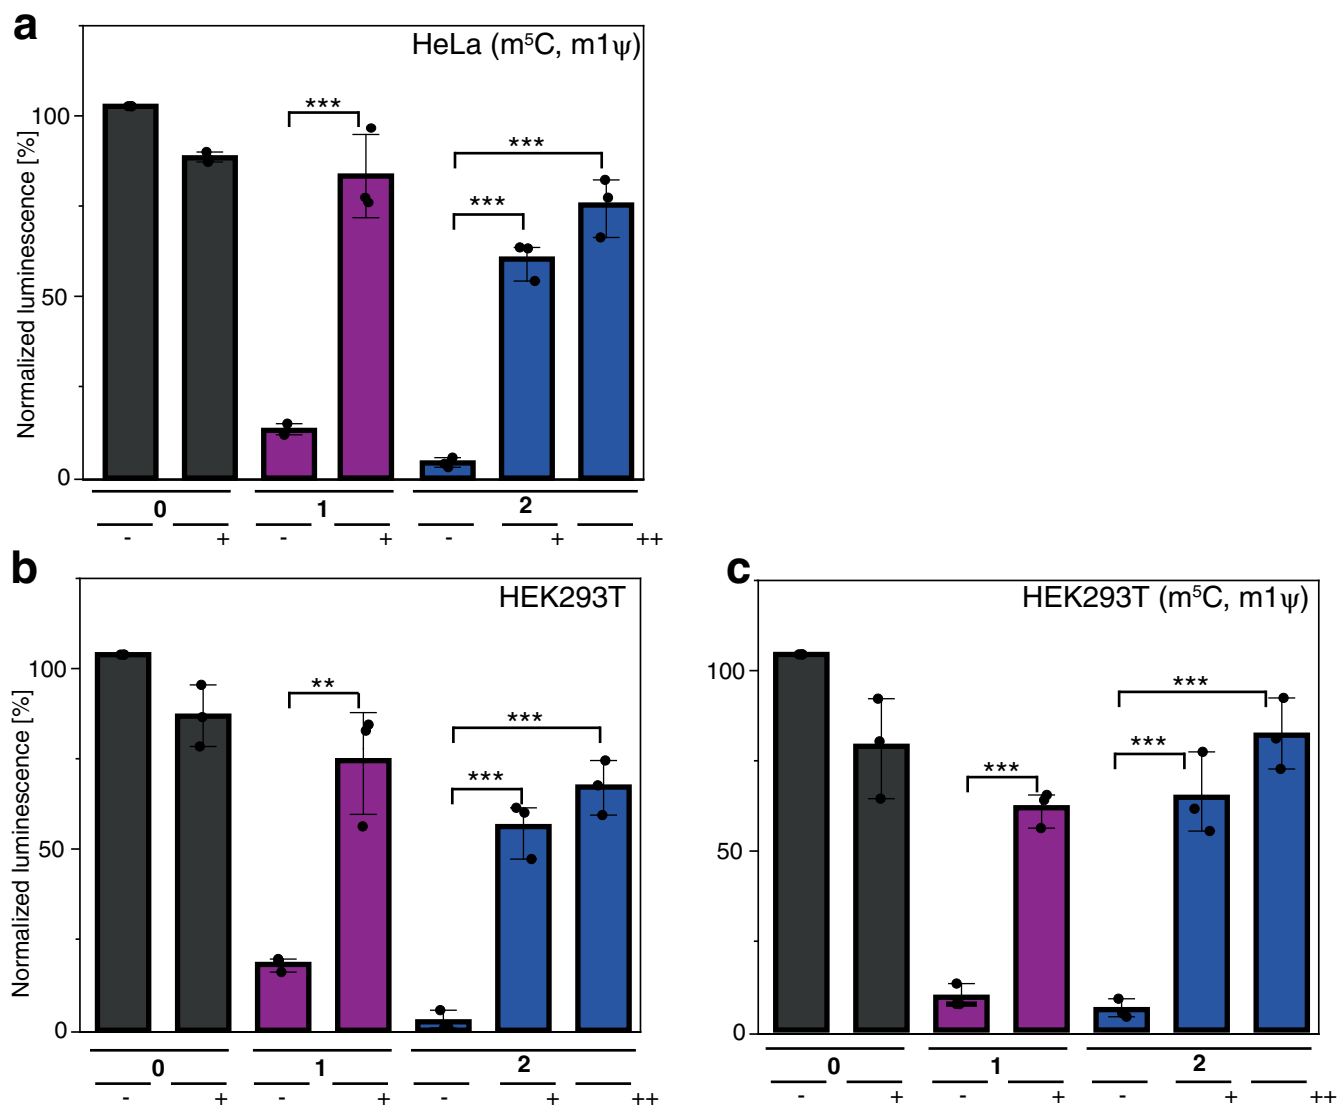 a
HeLa (m⁵C, m1ψ)
Normalized luminescence [%]
100
50
0
***
***
***
0 1 2
- + - + - + ++
b
HEK293T
Normalized luminescence [%]
100
50
0
**
***
***
0 1 2
- + - + - + ++
c
HEK293T (m⁵C, m1ψ)
100
50
0
***
***
***
0 1 2
- + - + - + ++